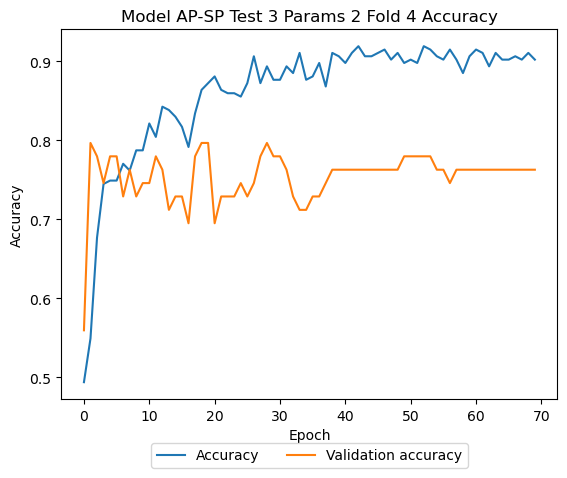 Model AP-SP Test 3 Params 2 Fold 4 Accuracy
Accuracy
0.9
0.8
0.7
0.6
0.5
0 10 20 30 40 50 60 70
Epoch
Accuracy Validation accuracy